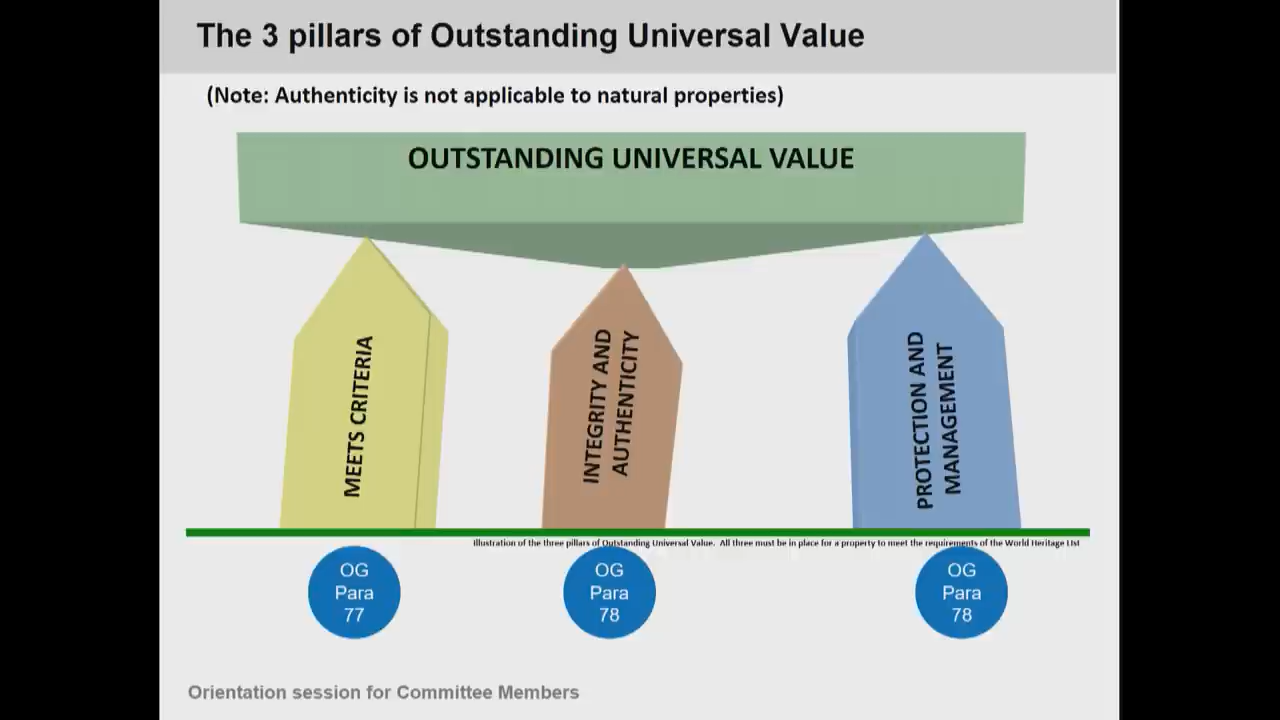 The 3 pillars of Outstanding Universal Value
(Note: Authenticity is not applicable to natural properties)
OUTSTANDING UNIVERSAL VALUE
MEETS CRITERIA
INTEGRITY AND
AUTHENTICITY
PROTECTION AND
MANAGEMENT
Illustration of the three pillars of Outstanding Universal Value. All three must be in place for a property to meet the requirements of the World Heritage List
OG
Para
77
OG
Para
78
OG
Para
78
Orientation session for Committee Members